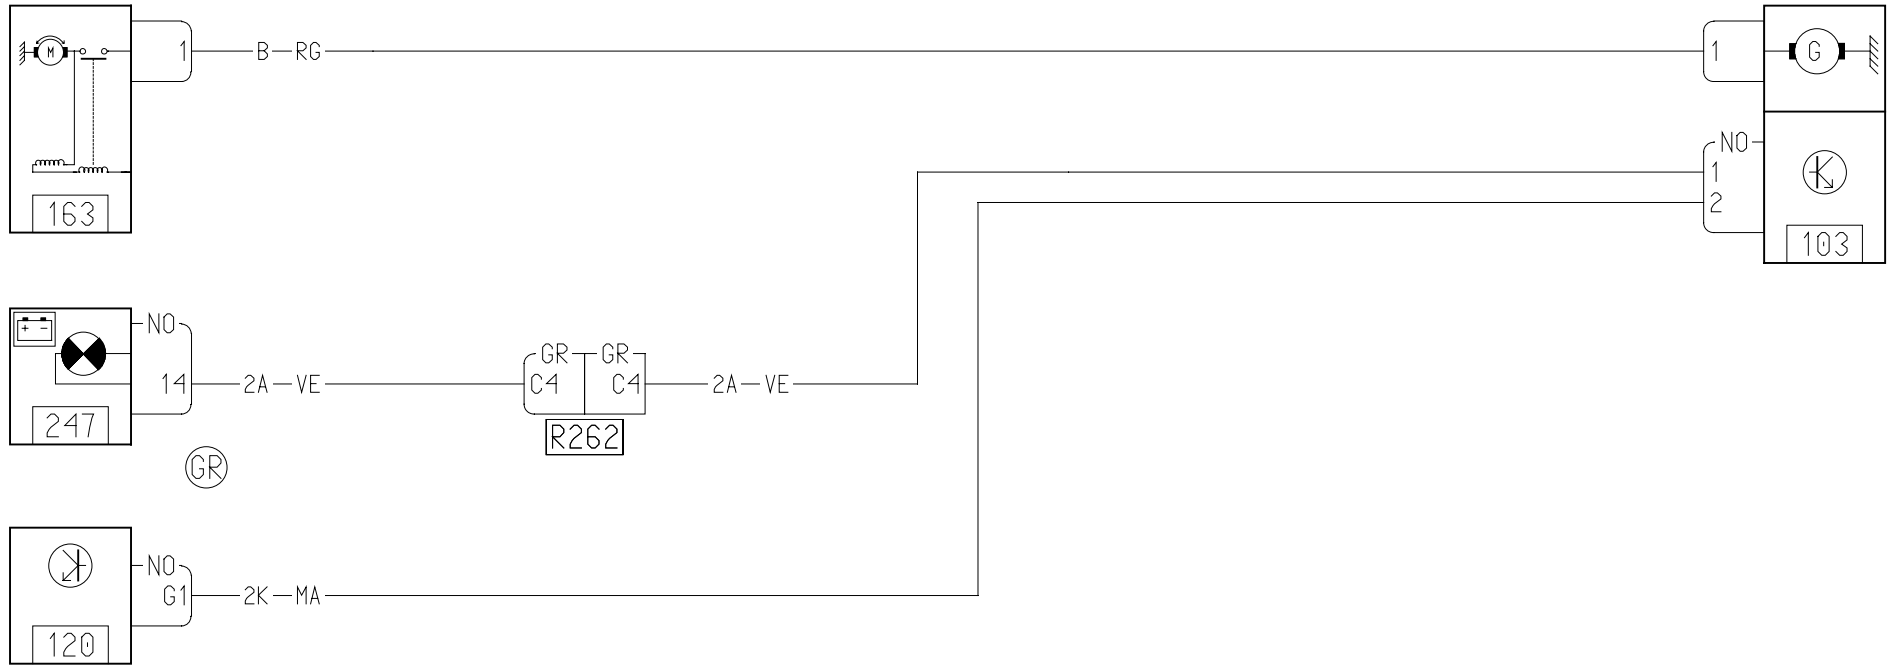 M
1 B RG 1 G
NO
1
2
163
103
+ -
NO
14 2A VE GR GR
C4 C4 2A VE
247
R262
GR
NO
G1 2K MA
120